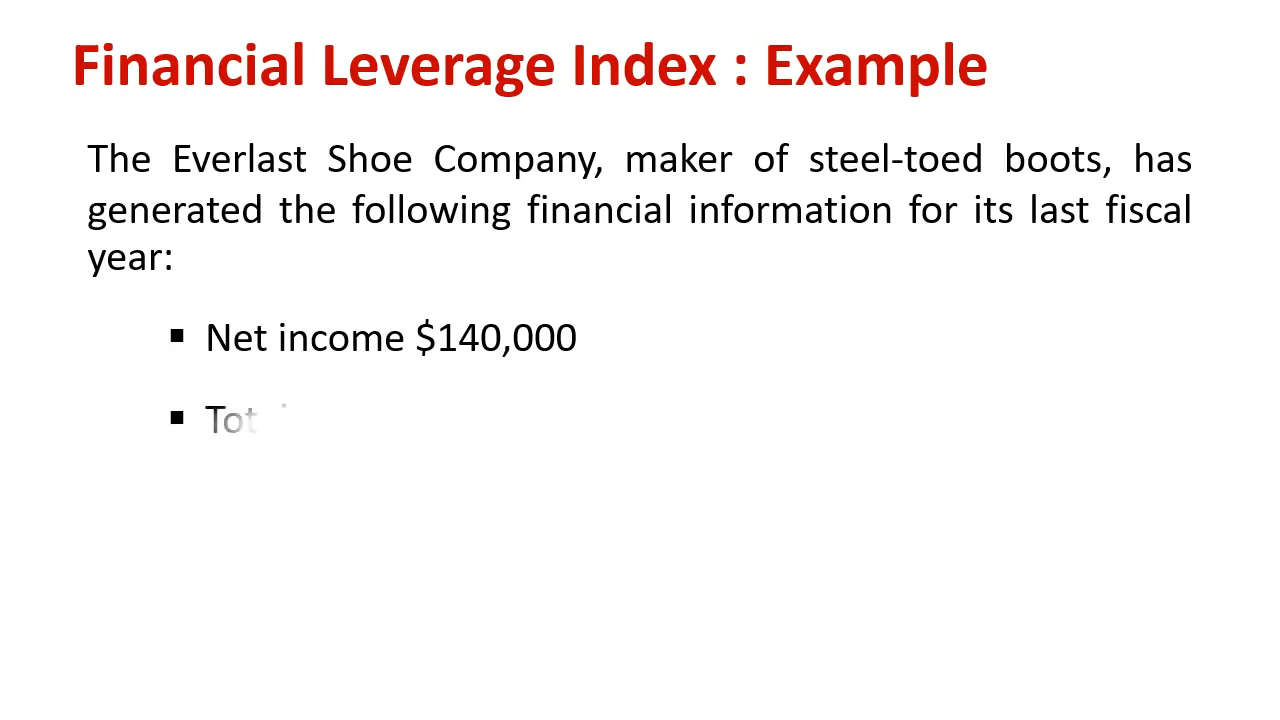 Financial Leverage Index : Example
The Everlast Shoe Company, maker of steel-toed boots, has
generated the following financial information for its last fiscal
year:
▪ Net income $140,000